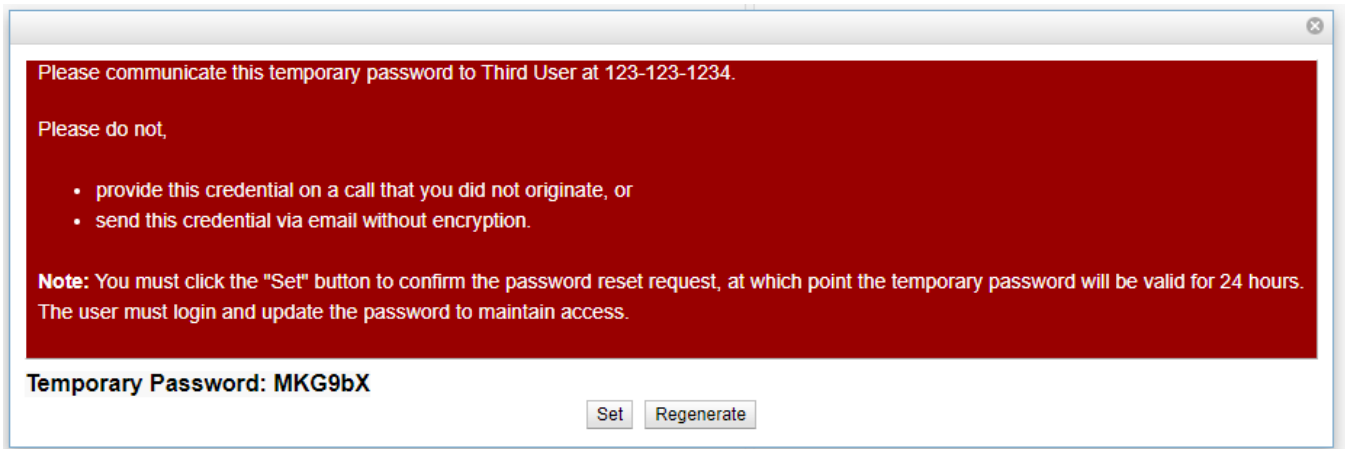 Please communicate this temporary password to Third User at 123-123-1234.
Please do not,
• provide this credential on a call that you did not originate, or
• send this credential via email without encryption.
Note: You must click the "Set" button to confirm the password reset request, at which point the temporary password will be valid for 24 hours.
The user must login and update the password to maintain access.
Temporary Password: MKG9bX
Set Regenerate